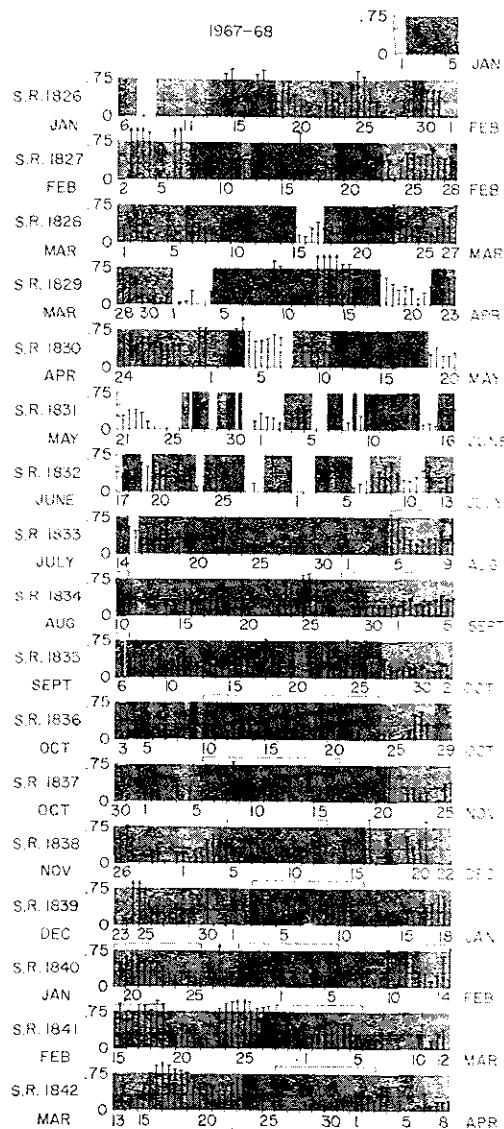 1967-68
.75
0
1 5
JAN
.75
S.R. 1826
0
JAN 6 11 15 20 25 30 1 FEB
.75
S.R. 1827
0
FEB 2 5 10 15 20 25 28 FEB
.75
S.R. 1828
0
MAR 1 5 10 15 20 25 27 MAR
.75
S.R. 1829
0
MAR 28 30 1 5 10 15 20 23 APR
.75
S.R. 1830
0
APR 24 1 5 10 15 20 MAY
.75
S.R. 1831
0
MAY 21 25 30 1 5 10 16 JUNE
.75
S.R. 1832
0
JUNE 17 20 25 1 5 10 13
.75
S.R. 1833
0
JULY 14 20 25 30 1 5 9 AUG
.75
S.R. 1834
0
AUG 10 15 20 25 30 1 5 SEPT
.75
S.R. 1835
0
SEPT 6 10 15 20 25 30 2 OCT
.75
S.R. 1836
0
OCT 3 5 10 15 20 25 29 OCT
.75
S.R. 1837
0
OCT 30 1 5 10 15 20 25 NOV
.75
S.R. 1838
0
NOV 26 1 5 10 15 20 22 DEC
.75
S.R. 1839
0
DEC 23 25 30 1 5 10 15 18 JAN
.75
S.R. 1840
0
JAN 20 25 1 5 10 14 FEB
.75
S.R. 1841
0
FEB 15 20 25 1 5 10 12 MAR
.75
S.R. 1842
0
MAR 13 15 20 25 30 1 5 8 APR